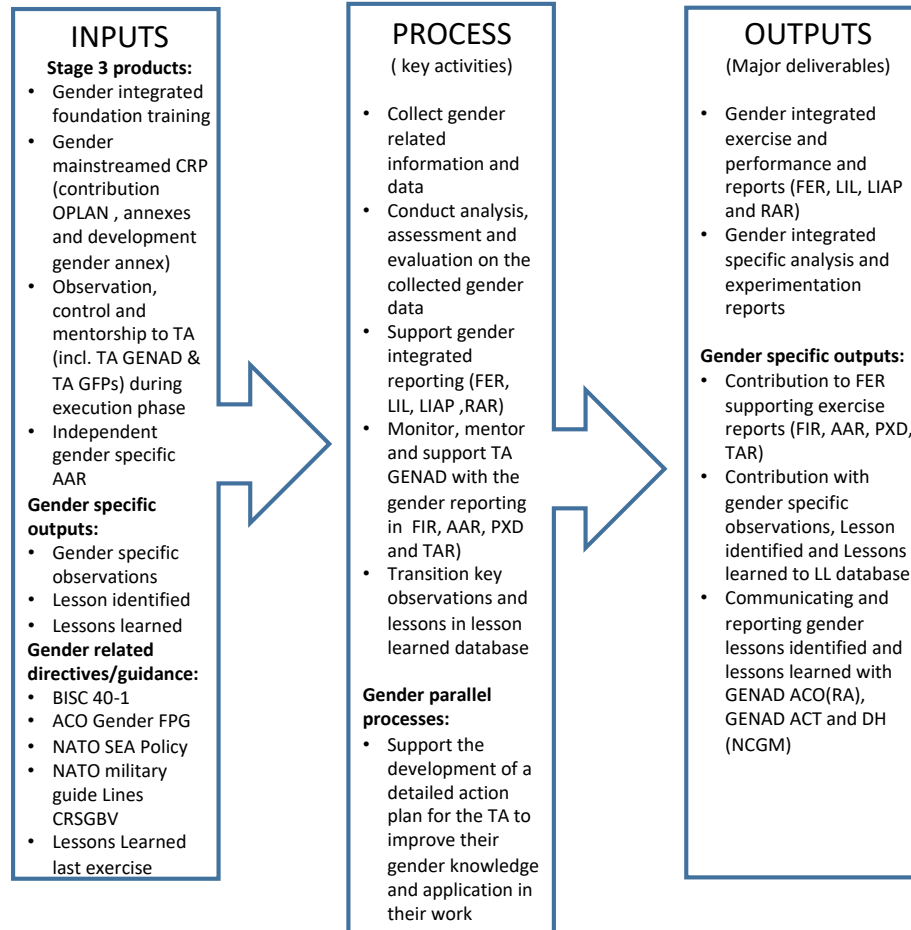 INPUTS
Stage 3 products:
• Gender integrated
foundation training
• Gender
mainstreamed CRP
(contribution
OPLAN , annexes
and development
gender annex)
• Observation,
control and
mentorship to TA
(incl. TA GENAD &
TA GFPs) during
execution phase
• Independent
gender specific
AAR
Gender specific
outputs:
• Gender specific
observations
• Lesson identified
• Lessons learned
Gender related
directives/guidance:
• BISC 40-1
• ACO Gender FPG
• NATO SEA Policy
• NATO military
guide Lines
CRSGBV
• Lessons Learned
last exercise
PROCESS
( key activities)
• Collect gender
related
information and
data
• Conduct analysis,
assessment and
evaluation on the
collected gender
data
• Support gender
integrated
reporting (FER,
LIL, LIAP ,RAR)
• Monitor, mentor
and support TA
GENAD with the
gender reporting
in FIR, AAR, PXD
and TAR)
• Transition key
observations and
lessons in lesson
learned database
Gender parallel
processes:
• Support the
development of a
detailed action
plan for the TA to
improve their
gender knowledge
and application in
their work
OUTPUTS
(Major deliverables)
• Gender integrated
exercise and
performance and
reports (FER, LIL, LIAP
and RAR)
• Gender integrated
specific analysis and
experimentation
reports
Gender specific outputs:
• Contribution to FER
supporting exercise
reports (FIR, AAR, PXD,
TAR)
• Contribution with
gender specific
observations, Lesson
identified and Lessons
learned to LL database
• Communicating and
reporting gender
lessons identified and
lessons learned with
GENAD ACO(RA),
GENAD ACT and DH
(NCGM)